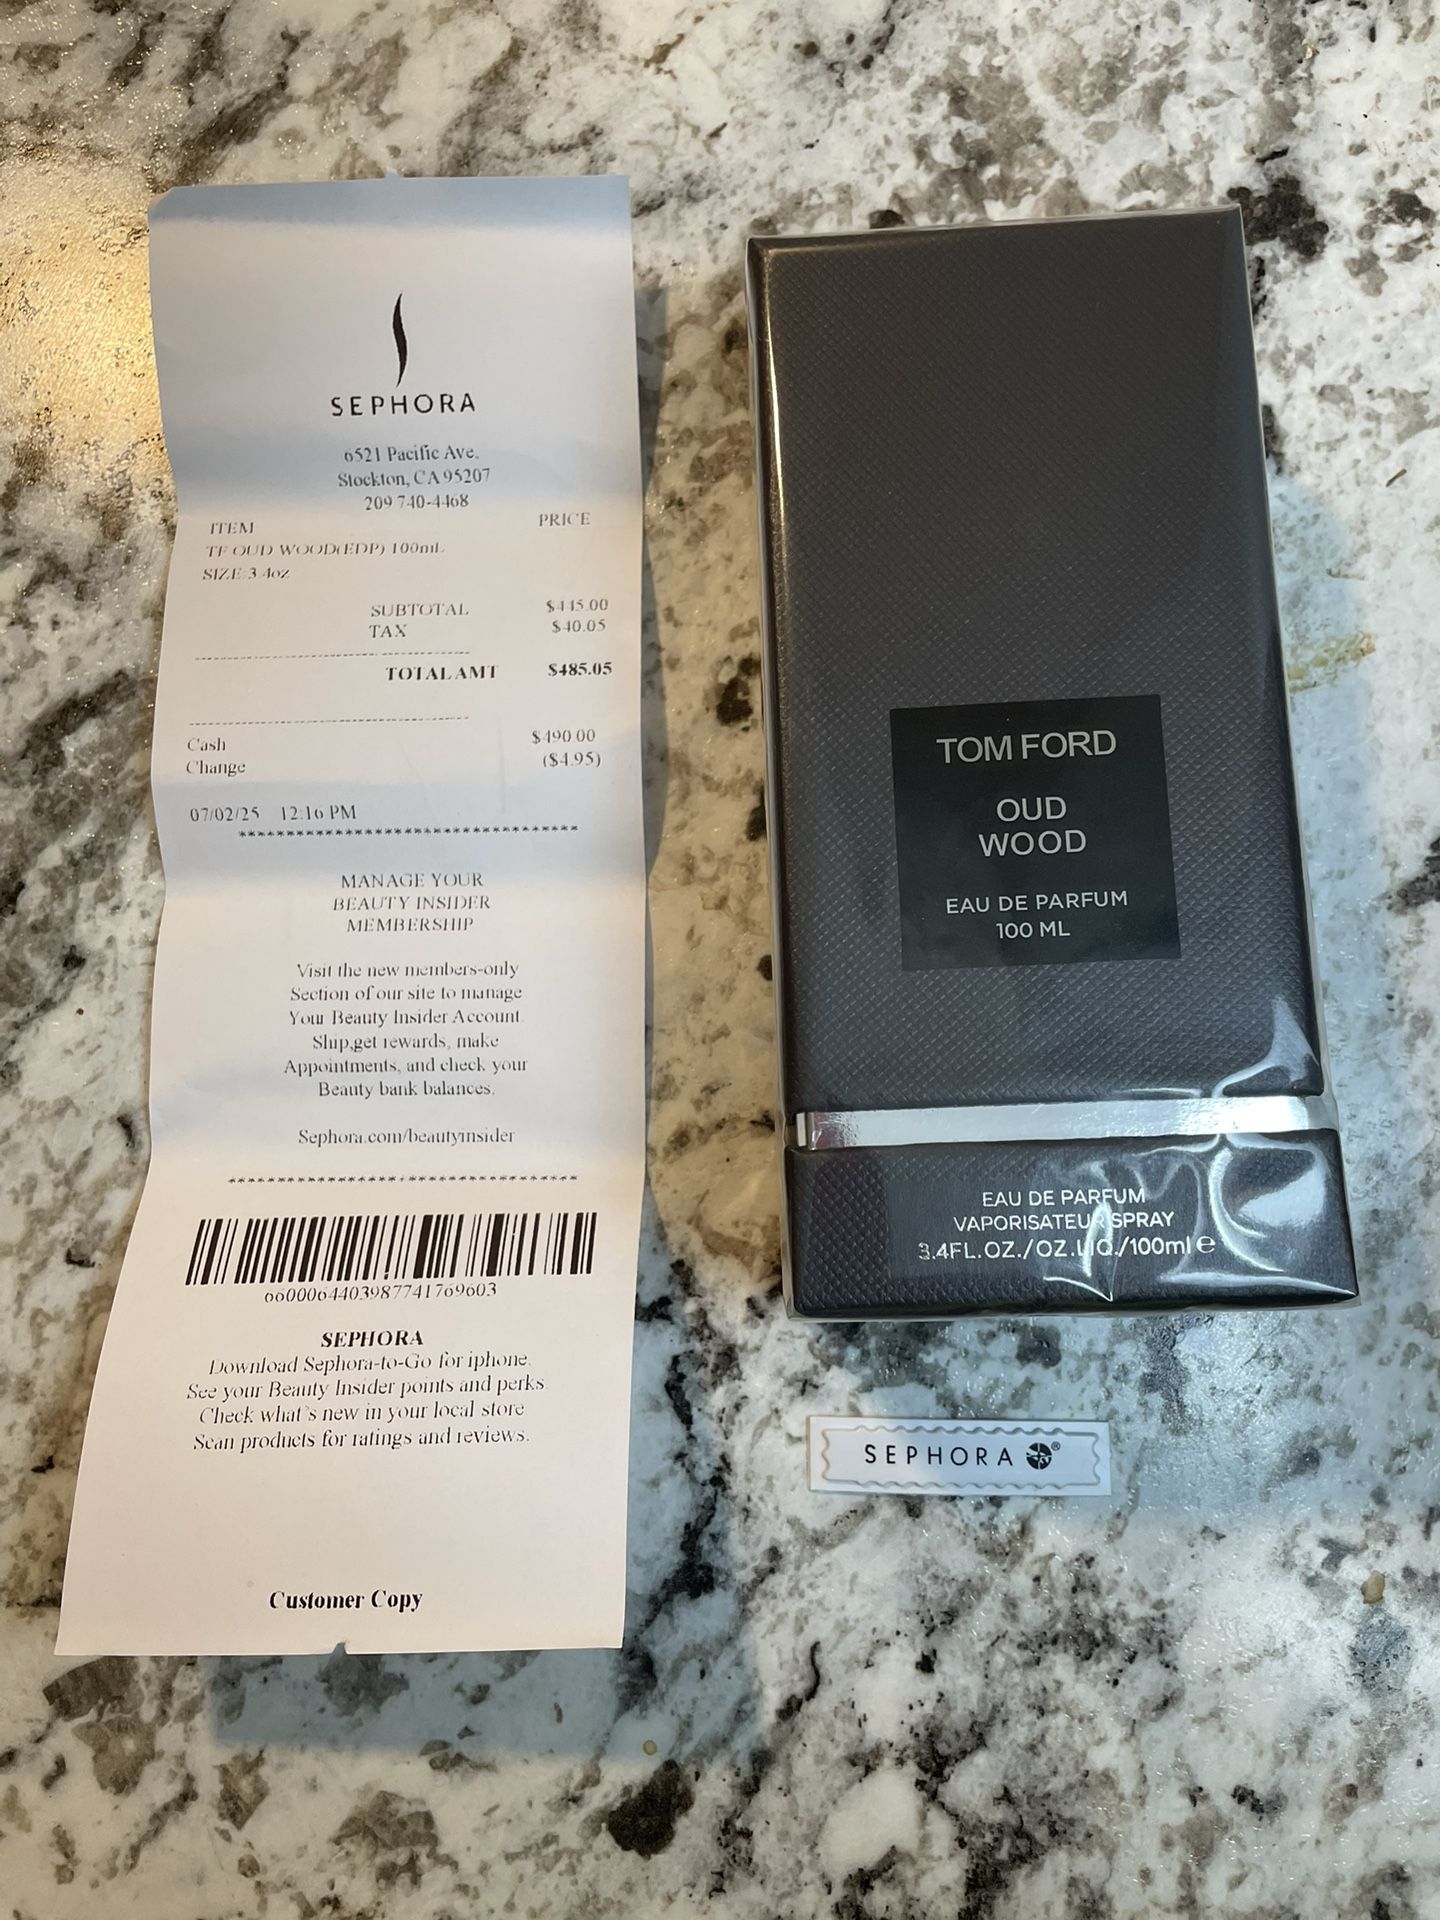 SEPHORA
6521 Pacific Ave.
Stockton, CA 95207
209 740-4468
ITEM PRICE
TF OUD WOOD(EDP) 100mL
SIZE:3.4oz
SUBTOTAL $445.00
TAX $40.05
TOTAL AMT $485.05
Cash $490.00
Change ($4.95)
07/02/25 12:16 PM
**********************************
MANAGE YOUR
BEAUTY INSIDER
MEMBERSHIP
Visit the new members-only
Section of our site to manage
Your Beauty Insider Account.
Ship,get rewards, make
Appointments, and check your
Beauty bank balances.
Sephora.com/beautyinsider
**********************************
6600064403987741769603
SEPHORA
Download Sephora-to-Go for iphone.
See your Beauty Insider points and perks.
Check what's new in your local store
Scan products for ratings and reviews.
Customer Copy
TOM FORD
OUD
WOOD
EAU DE PARFUM
100 ML
EAU DE PARFUM
VAPORISATEUR SPRAY
3.4FL.OZ./OZ.LIQ./100ml e
SEPHORA ®